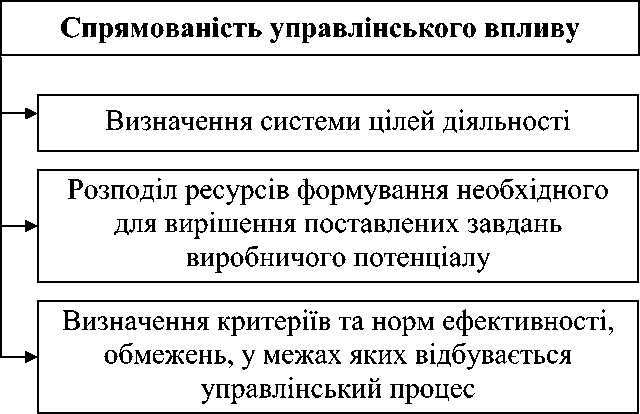 Спрямованість управлінського впливу
Визначення системи цілей діяльності
Розподіл ресурсів формування необхідного
для вирішення поставлених завдань
виробничого потенціалу
Визначення критеріїв та норм ефективності,
обмежень, у межах яких відбувається
управлінський процес